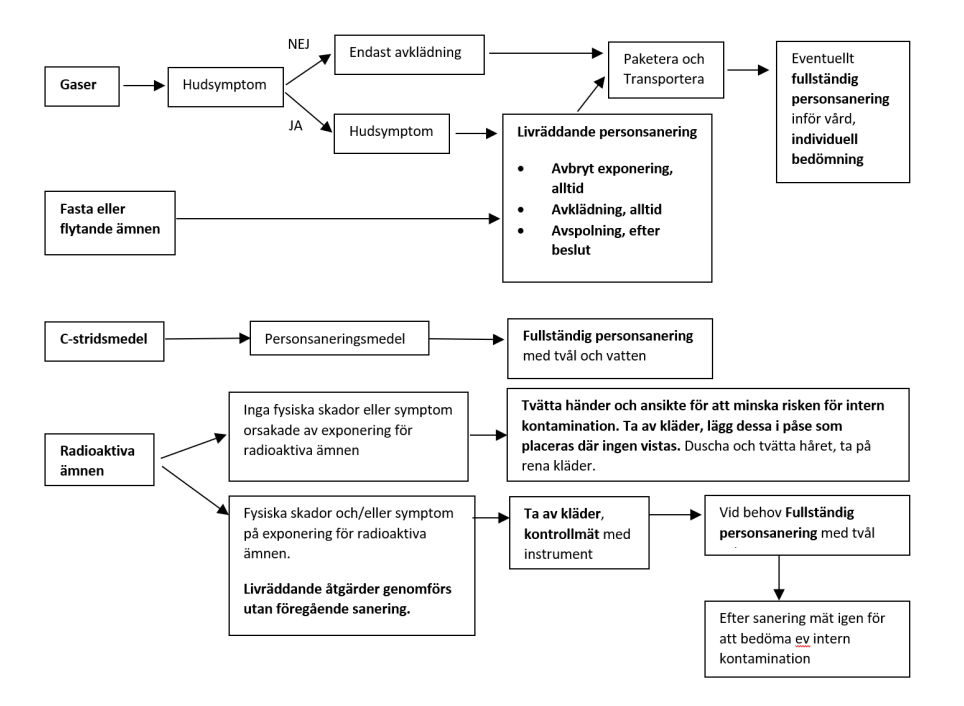 Gaser
Hudsymptom
NEJ
Endast avklädning
JA
Hudsymptom
Paketera och
Transportera
Eventuellt
fullständig
personsanering
inför vård,
individuell
bedömning
Livräddande personsanering
• Avbryt exponering,
alltid
• Avklädning, alltid
• Avspolning, efter
beslut
Fasta eller
flytande ämnen
C-stridsmedel
Personsaneringsmedel
Fullständig personsanering
med tvål och vatten
Radioaktiva
ämnen
Inga fysiska skador eller symptom
orsakade av exponering för
radioaktiva ämnen
Tvätta händer och ansikte för att minska risken för intern
kontamination. Ta av kläder, lägg dessa i påse som
placeras där ingen vistas. Duscha och tvätta håret, ta på
rena kläder.
Fysiska skador och/eller symptom
på exponering för radioaktiva
ämnen.
Livräddande åtgärder genomförs
utan föregående sanering.
Ta av kläder,
kontrollmät med
instrument
Vid behov Fullständig
personsanering med tvål
Efter sanering mät igen för
att bedöma ev intern
kontamination